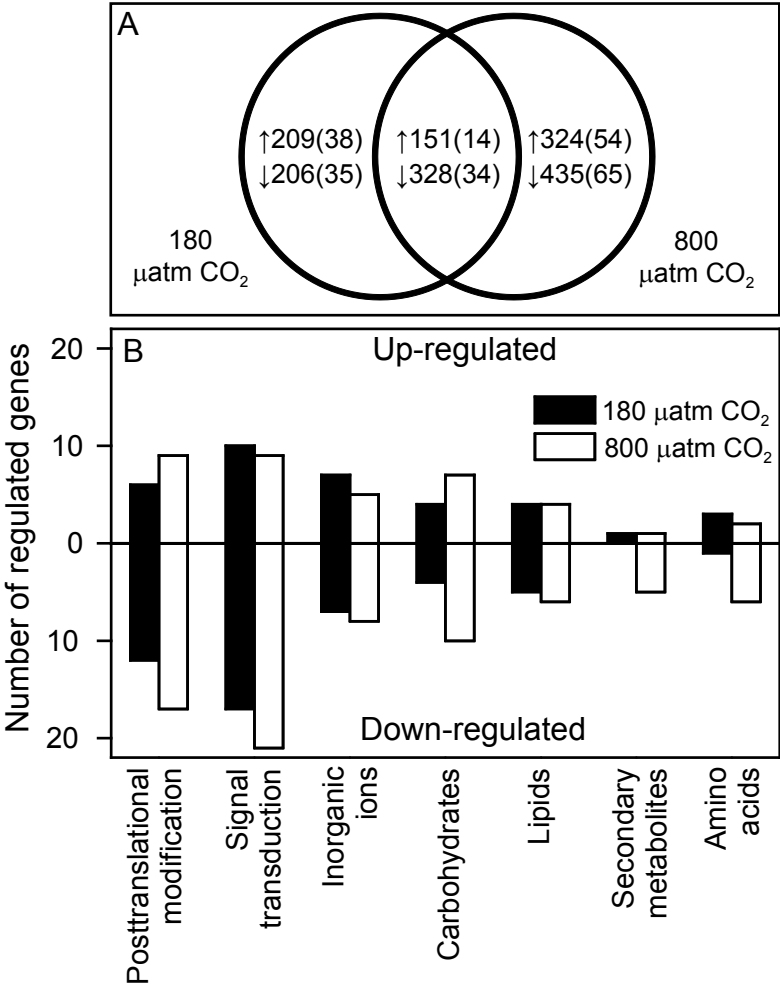 A
↑209(38)
↓206(35)
↑151(14)
↓328(34)
↑324(54)
↓435(65)
180
µatm CO₂
800
µatm CO₂
B
Up-regulated
180 µatm CO₂
800 µatm CO₂
Number of regulated genes
20
10
0
10
20
Down-regulated
Posttranslational
modification
Signal
transduction
Inorganic
ions
Carbohydrates
Lipids
Secondary
metabolites
Amino
acids